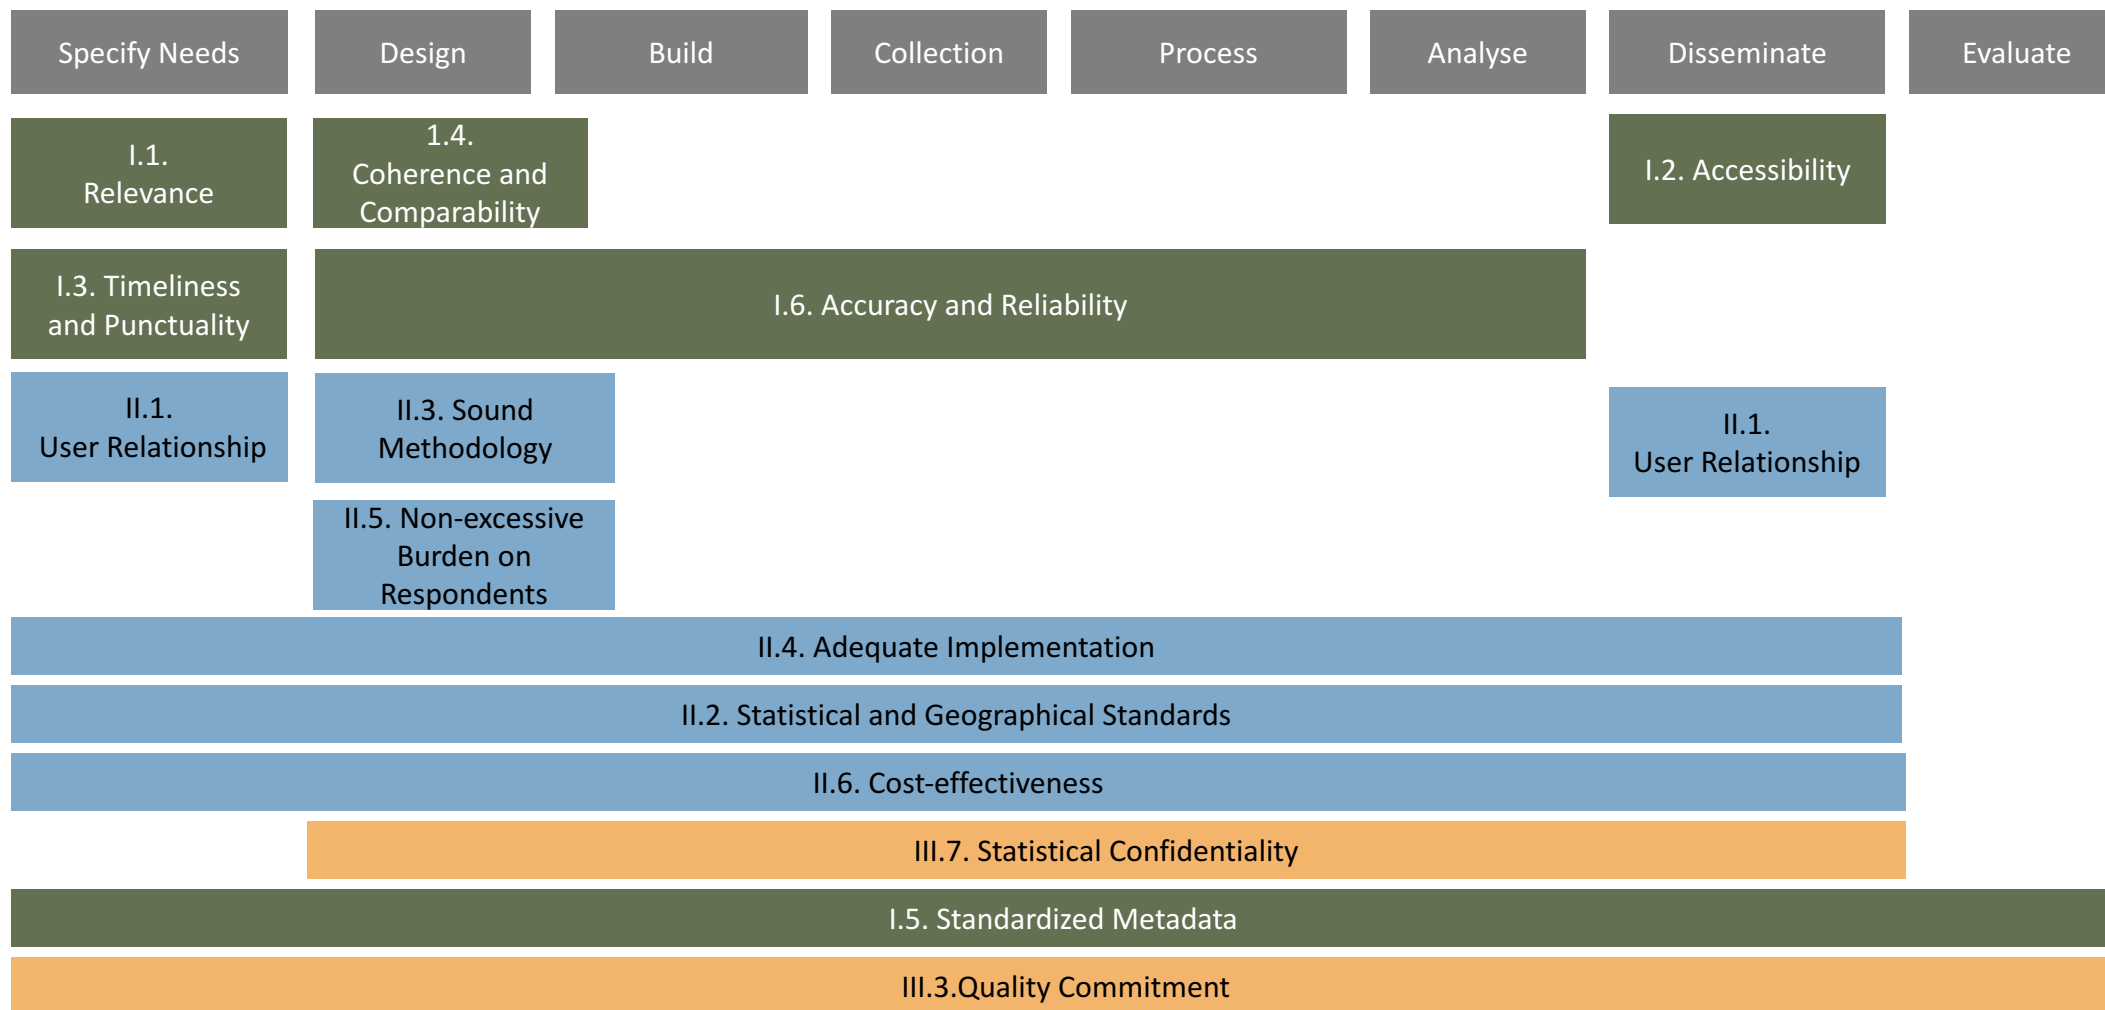 Specify Needs
Design
Build
Collection
Process
Analyse
Disseminate
Evaluate
I.1.
Relevance
1.4.
Coherence and
Comparability
I.2. Accessibility
I.3. Timeliness
and Punctuality
I.6. Accuracy and Reliability
II.1.
User Relationship
II.3. Sound
Methodology
II.1.
User Relationship
II.5. Non-excessive
Burden on
Respondents
II.4. Adequate Implementation
II.2. Statistical and Geographical Standards
II.6. Cost-effectiveness
III.7. Statistical Confidentiality
I.5. Standardized Metadata
III.3.Quality Commitment